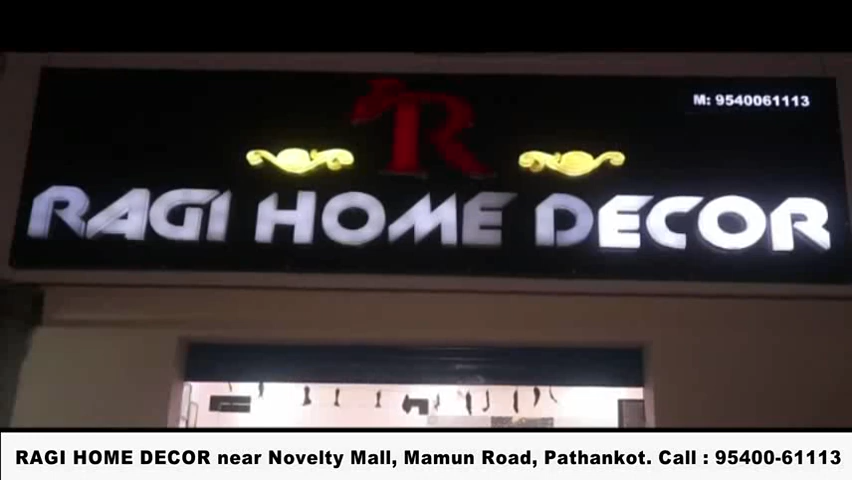 M: 9540061113
R
RAGI HOME DECOR
RAGI HOME DECOR near Novelty Mall, Mamun Road, Pathankot. Call : 95400-61113